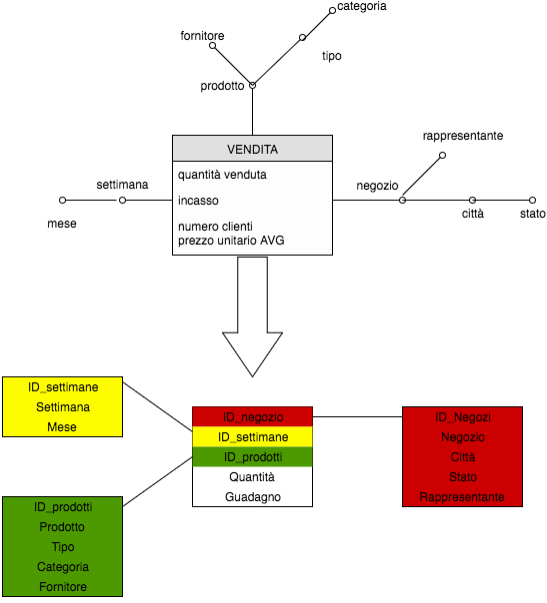 categoria
fornitore
tipo
prodotto
VENDITA
quantità venduta
incasso
numero clienti
prezzo unitario AVG
settimana
mese
rappresentante
negozio
città
stato
ID_settimane
Settimana
Mese
ID_negozio
ID_settimane
ID_prodotti
Quantità
Guadagno
ID_Negozi
Negozio
Città
Stato
Rappresentante
ID_prodotti
Prodotto
Tipo
Categoria
Fornitore